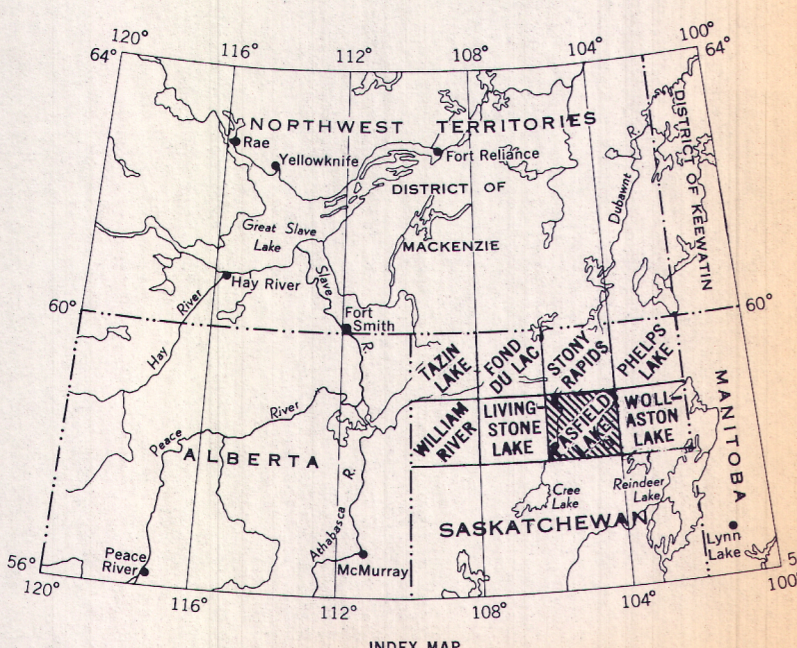 120°
116°
112°
108°
104°
100°
64°
64°
NORTHWEST TERRITORIES
DISTRICT OF KEEWATIN
Rae
Yellowknife
Fort Reliance
DISTRICT OF
MACKENZIE
Dubawnt R.
Great Slave
Lake
Slave R.
Hay River
Hay River
60°
60°
Fort
Smith
TAZIN
LAKE
FOND
DU LAC
STONY
RAPIDS
PHELPS
LAKE
WILLIAM
RIVER
LIVING-
STONE
LAKE
PASFIELD
LAKE
WOLL-
ASTON
LAKE
MANITOBA
Peace River
ALBERTA
Athabasca R.
Cree
Lake
Reindeer
Lake
SASKATCHEWAN
Lynn
Lake
Peace
River
McMurray
56°
120°
116°
112°
108°
104°
100°
INDEX MAP